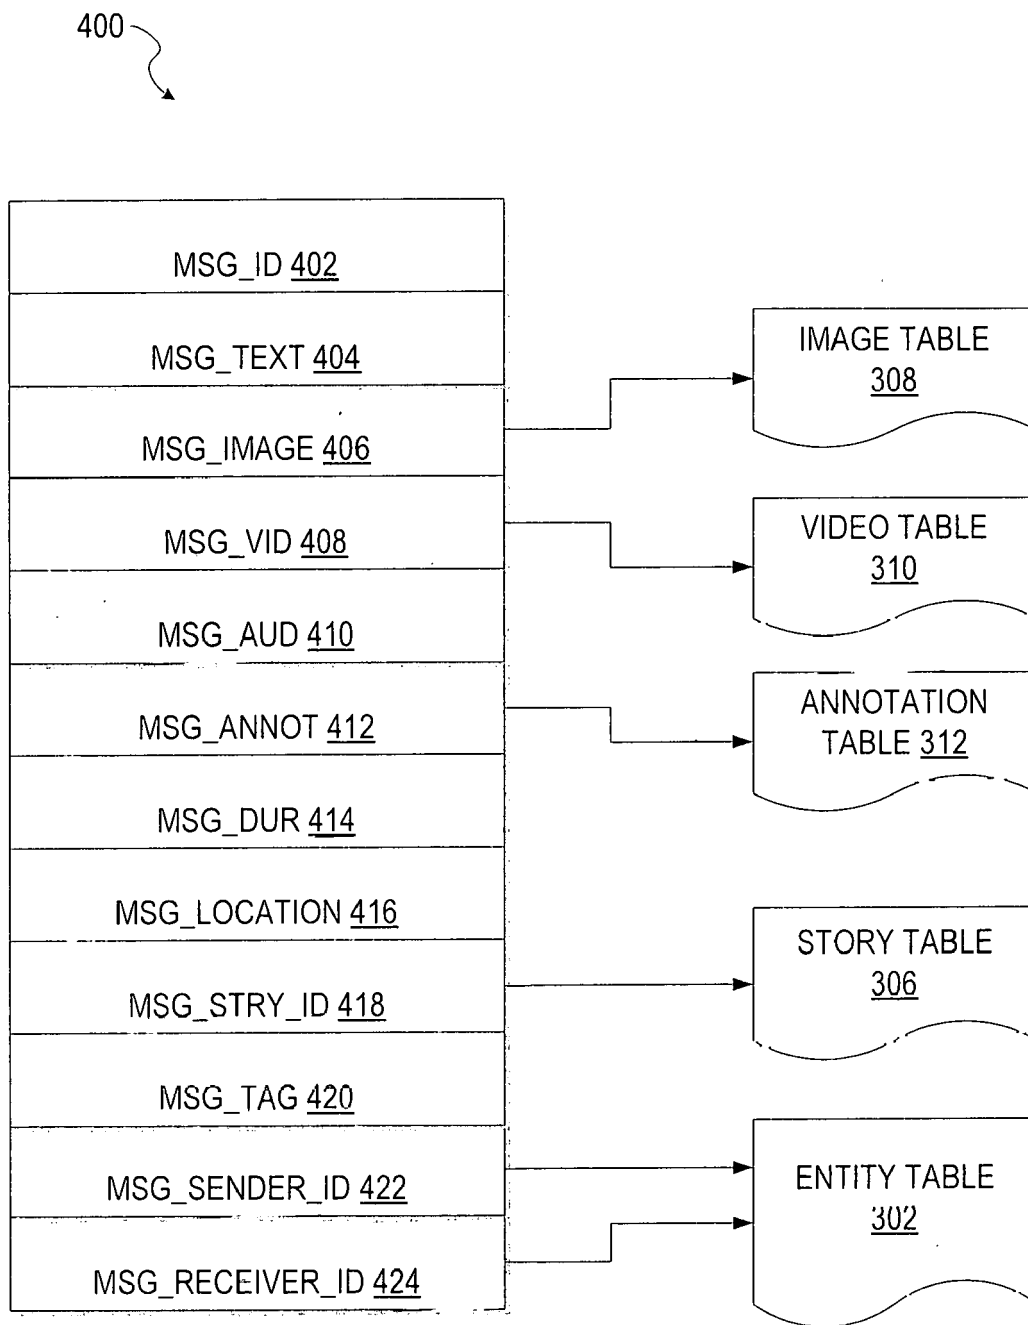 400
MSG_ID 402
MSG_TEXT 404
MSG_IMAGE 406
MSG_VID 408
MSG_AUD 410
MSG_ANNOT 412
MSG_DUR 414
MSG_LOCATION 416
MSG_STRY_ID 418
MSG_TAG 420
MSG_SENDER_ID 422
MSG_RECEIVER_ID 424
IMAGE TABLE
308
VIDEO TABLE
310
ANNOTATION
TABLE 312
STORY TABLE
306
ENTITY TABLE
302